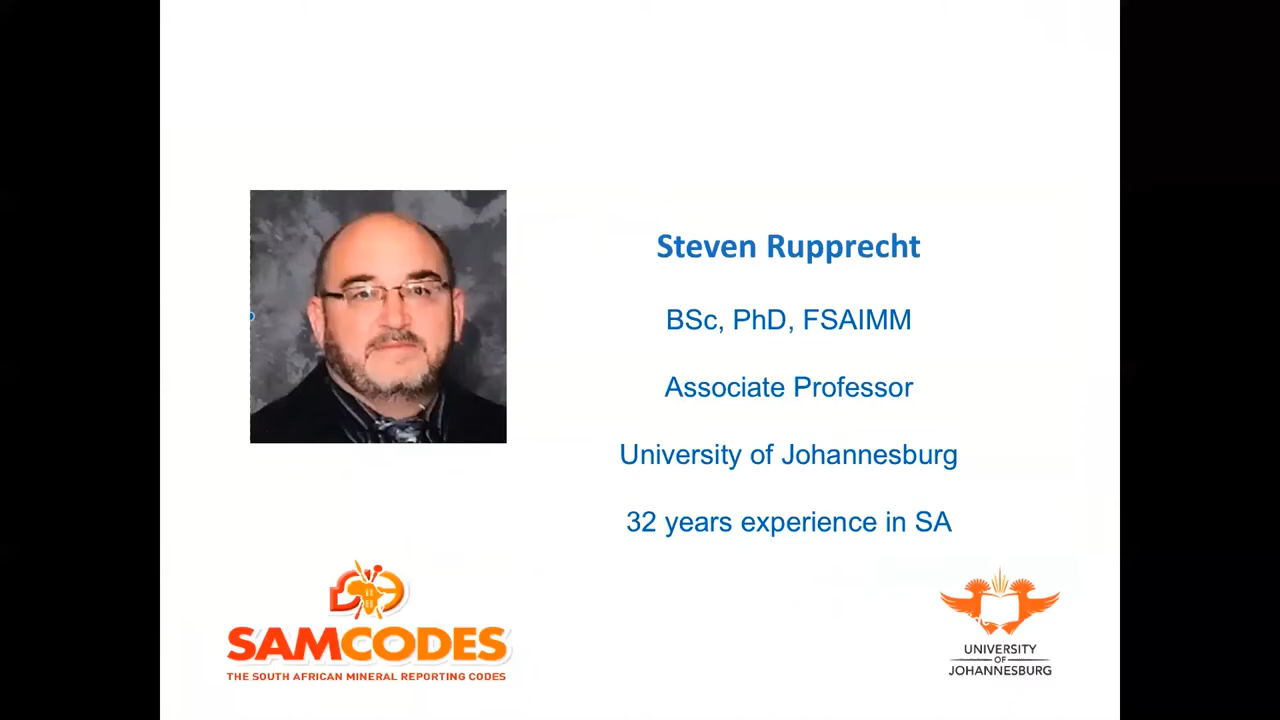 Steven Rupprecht
BSc, PhD, FSAIMM
Associate Professor
University of Johannesburg
32 years experience in SA
SAMCODES
THE SOUTH AFRICAN MINERAL REPORTING CODES
UNIVERSITY
OF
JOHANNESBURG